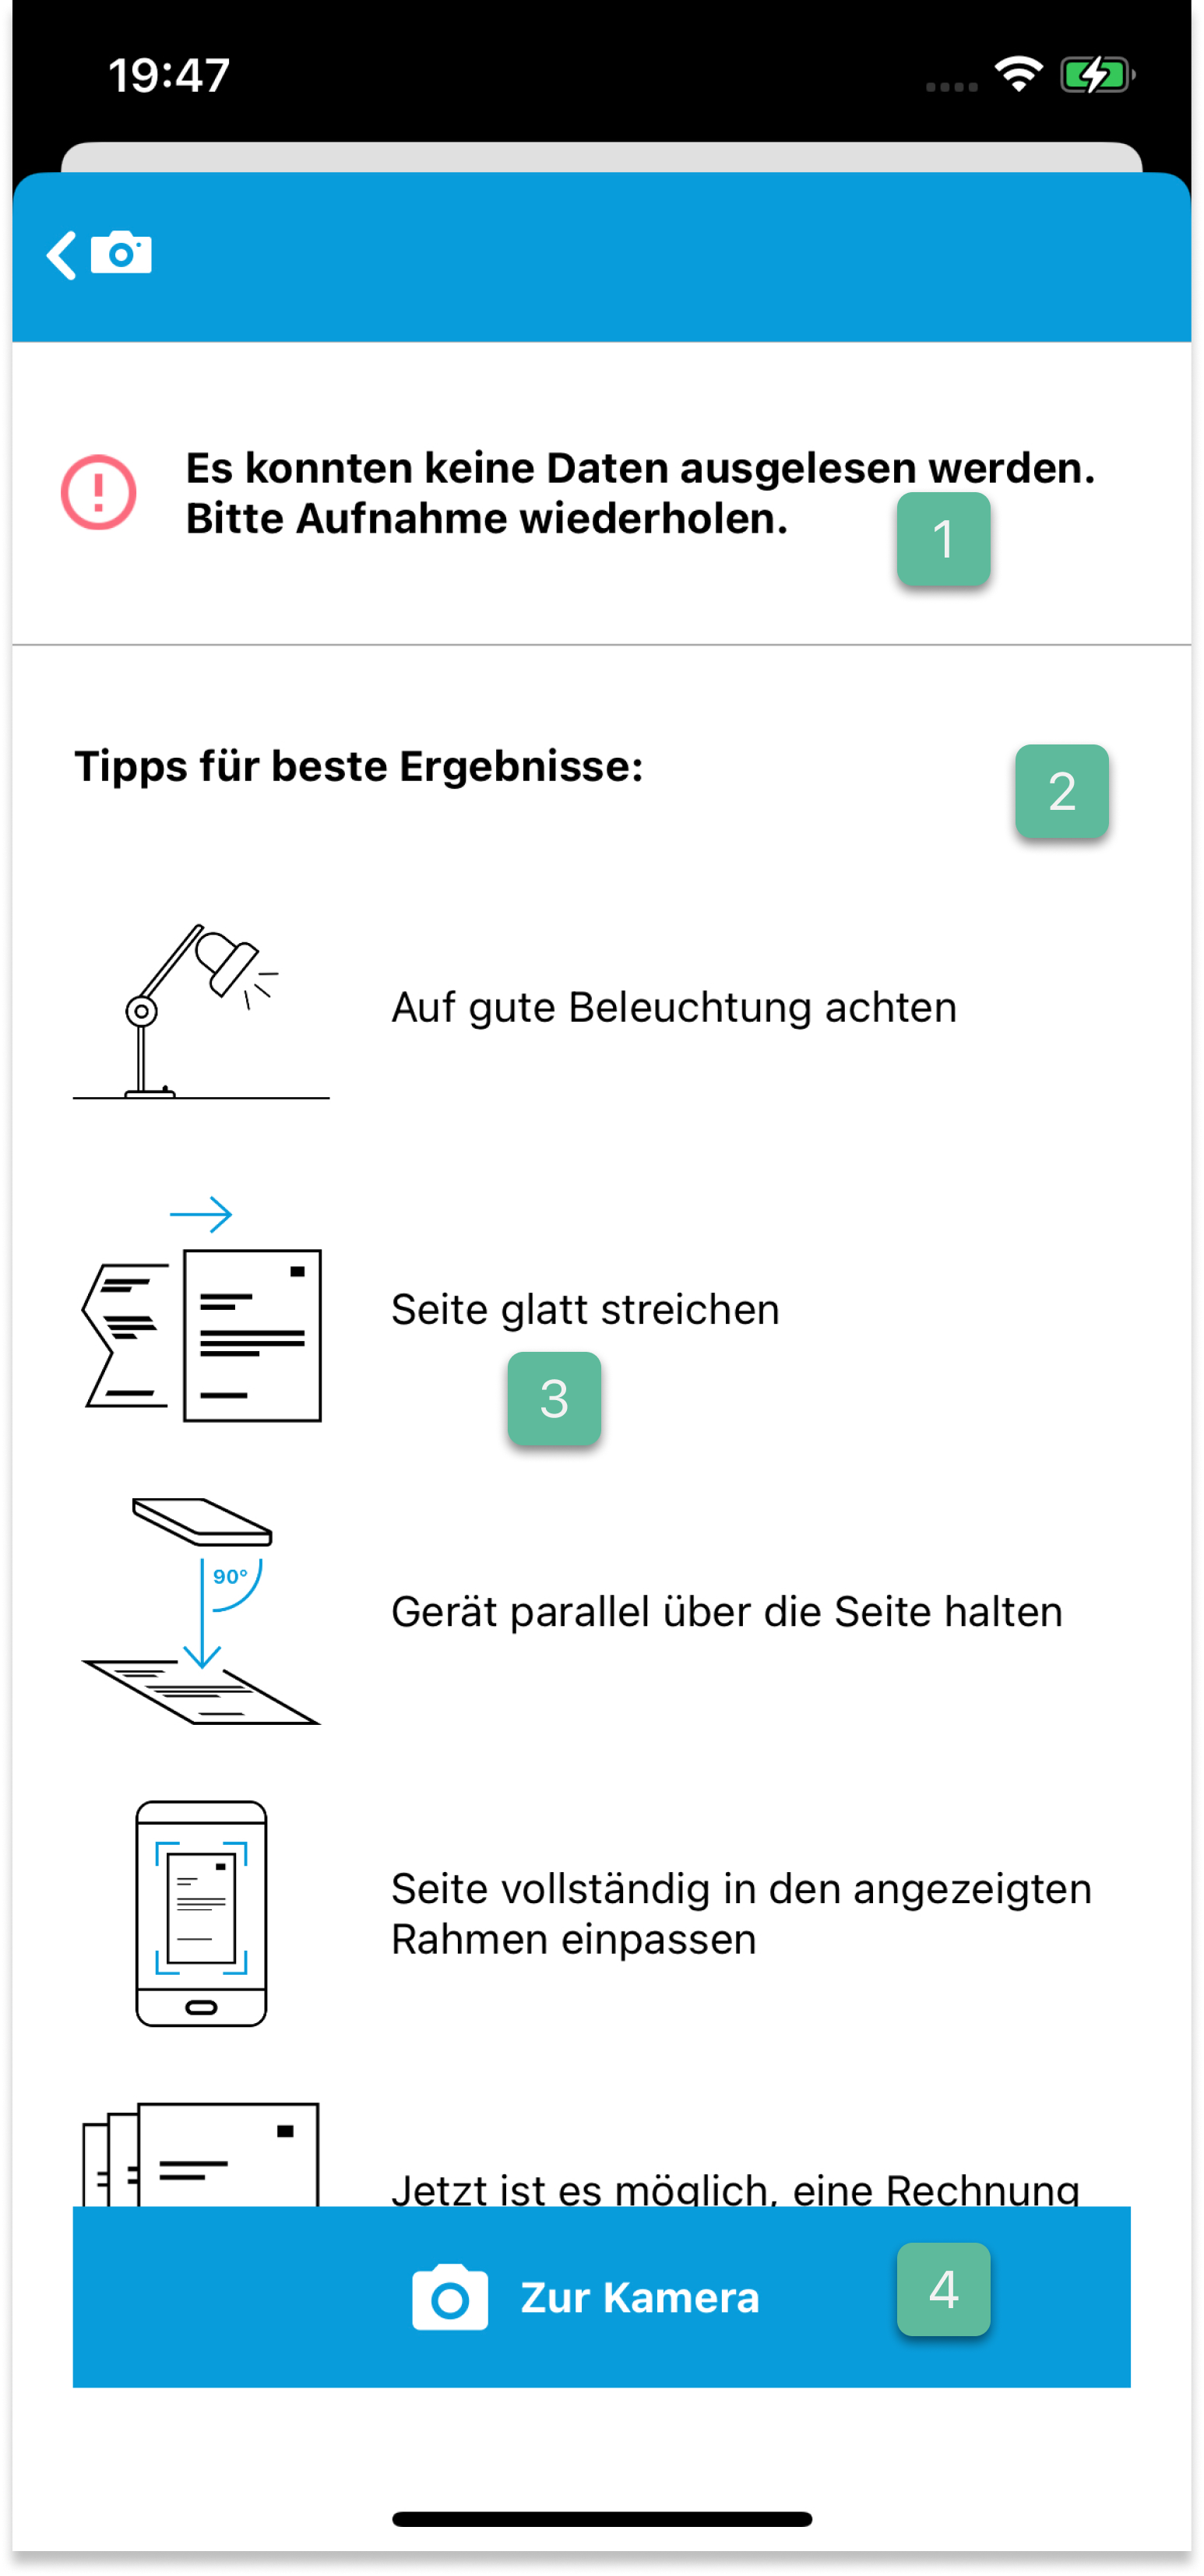 19:47
Es konnten keine Daten ausgelesen werden.
Bitte Aufnahme wiederholen.
1
Tipps für beste Ergebnisse:
2
Auf gute Beleuchtung achten
Seite glatt streichen
3
90°
Gerät parallel über die Seite halten
Seite vollständig in den angezeigten
Rahmen einpassen
Jetzt ist es möglich, eine Rechnung
Zur Kamera
4